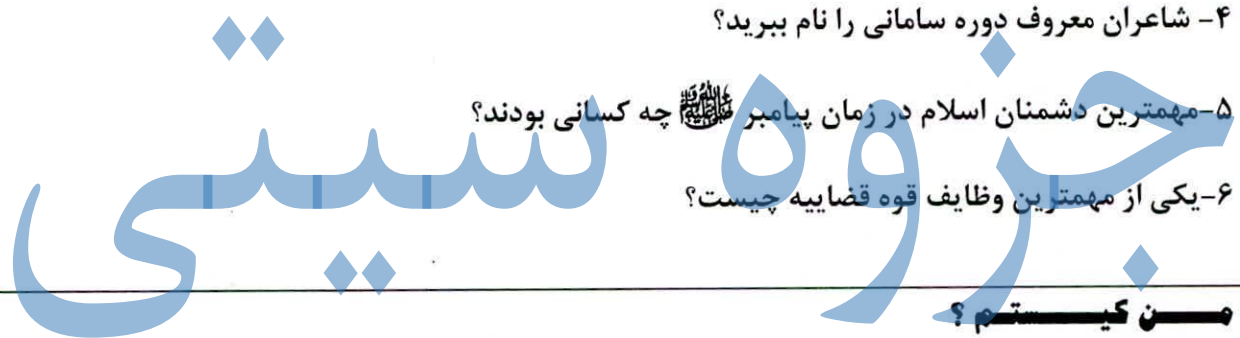 ۴- شاعران معروف دوره سامانی را نام ببرید؟
۵-مهمترین دشمنان اسلام در زمان پیامبر ﷺ چه کسانی بودند؟
۶-یکی از مهمترین وظایف قوه قضاییه چیست؟
جزوه سیتی
مـــن کیـــــستـــم ؟